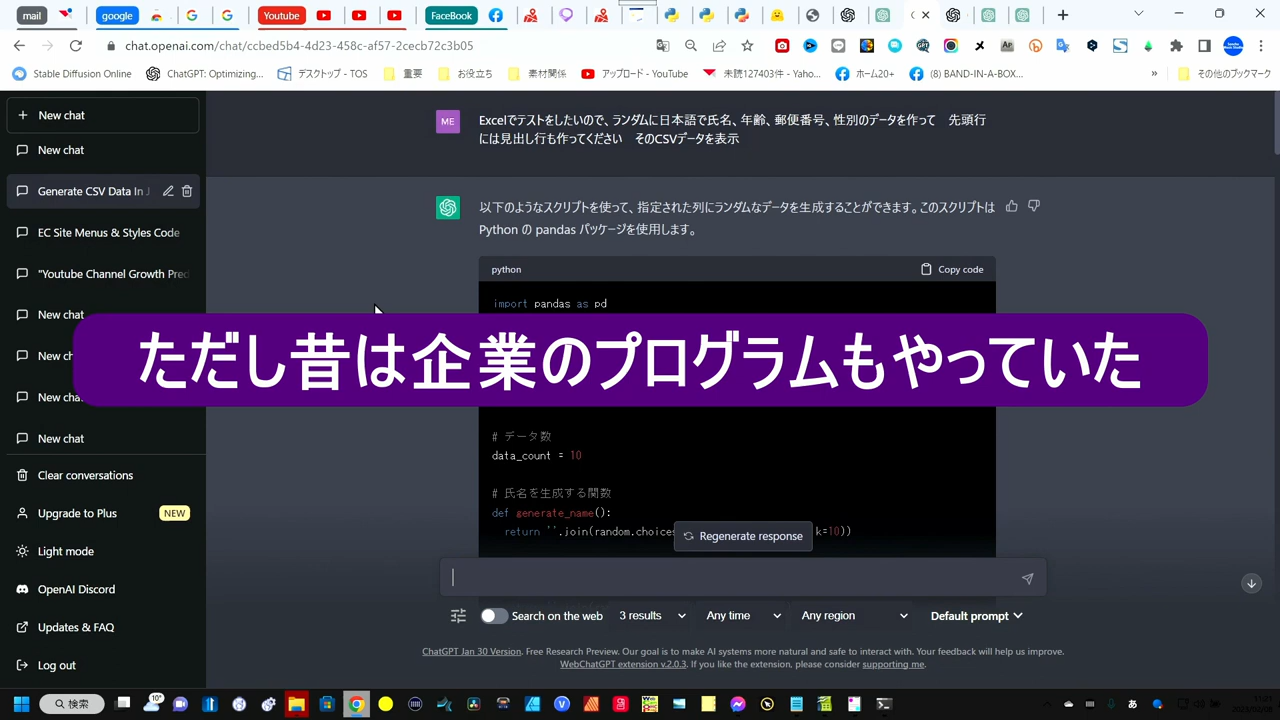 mail
google
Youtube
FaceBook
chat.openai.com/chat/ccbed5b4-4d23-458c-af57-2cecb72c3b05
Stable Diffusion Online
ChatGPT: Optimizing...
デスクトップ - TOS
重要
お役立ち
素材関係
アップロード - YouTube
未読127403件 - Yaho...
ホーム20+
(8) BAND-IN-A-BOX...
»
その他のブックマーク
New chat
New chat
Generate CSV Data In J
EC Site Menus & Styles Code
"Youtube Channel Growth Pred
New
New ch
New cha
New chat
Clear conversations
Upgrade to Plus
NEW
Light mode
OpenAI Discord
Updates & FAQ
Log out
ME
Excelでテストをしたいので、ランダムに日本語で氏名、年齢、郵便番号、性別のデータを作って　先頭行
には見出し行も作ってください　そのCSVデータを表示
以下のようなスクリプトを使って、指定された列にランダムなデータを生成することができます。このスクリプトは
Python の pandas パッケージを使用します。
python
Copy code
import pandas as pd
ただし昔は企業のプログラムもやっていた
# データ数
data_count = 10
# 氏名を生成する関数
def generate_name():
return ''.join(random.choices
k=10))
Regenerate response
Search on the web
3 results
Any time
Any region
Default prompt
ChatGPT Jan 30 Version. Free Research Preview. Our goal is to make AI systems more natural and safe to interact with. Your feedback will help us improve.
WebChatGPT extension v.2.0.3. If you like the extension, please consider supporting me.
検索
10°